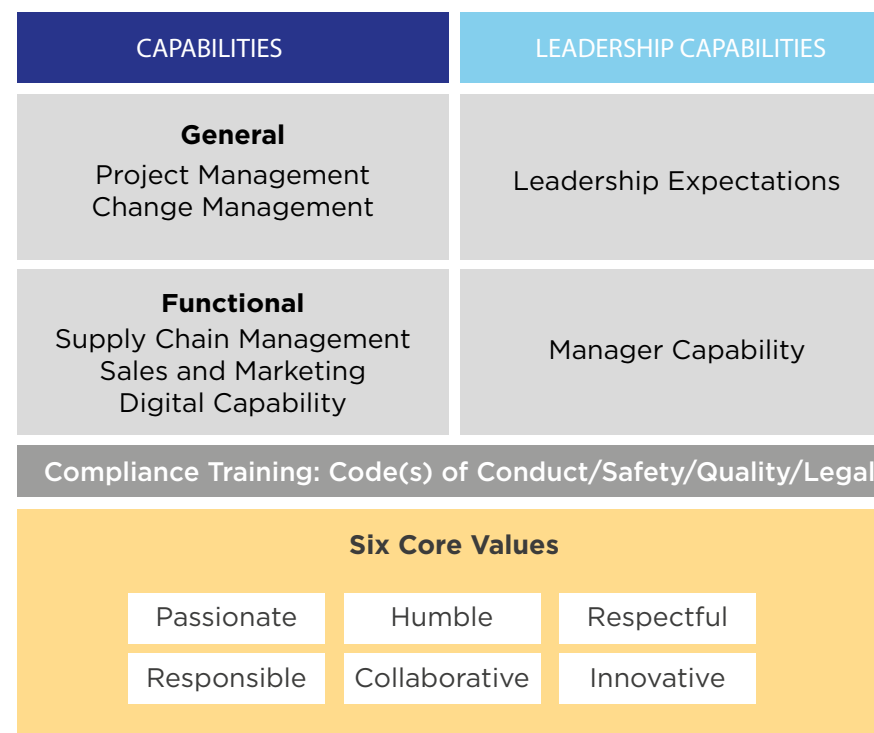 CAPABILITIES
LEADERSHIP CAPABILITIES
General
Project Management
Change Management
Leadership Expectations
Functional
Supply Chain Management
Sales and Marketing
Digital Capability
Manager Capability
Compliance Training: Code(s) of Conduct/Safety/Quality/Legal
Six Core Values
Passionate
Humble
Respectful
Responsible
Collaborative
Innovative